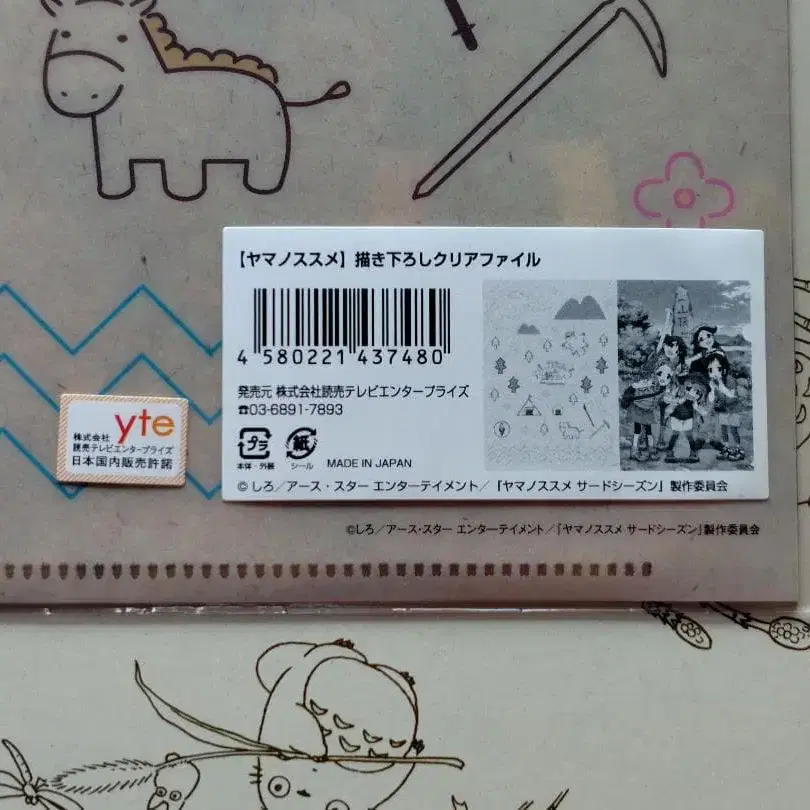 【ヤマノススメ】描き下ろしクリアファイル
4 580221 437480
発売元 株式会社読売テレビエンタープライズ
☎03-6891-7893
プラ
本体・外装
紙
シール
MADE IN JAPAN
© しろ／アース・スター エンターテイメント／『ヤマノススメ サードシーズン』製作委員会
株式会社 yte
読売テレビエンタープライズ
日本国内販売許諾
©しろ／アース・スター エンターテイメント／『ヤマノススメ サードシーズン』製作委員会
山頂